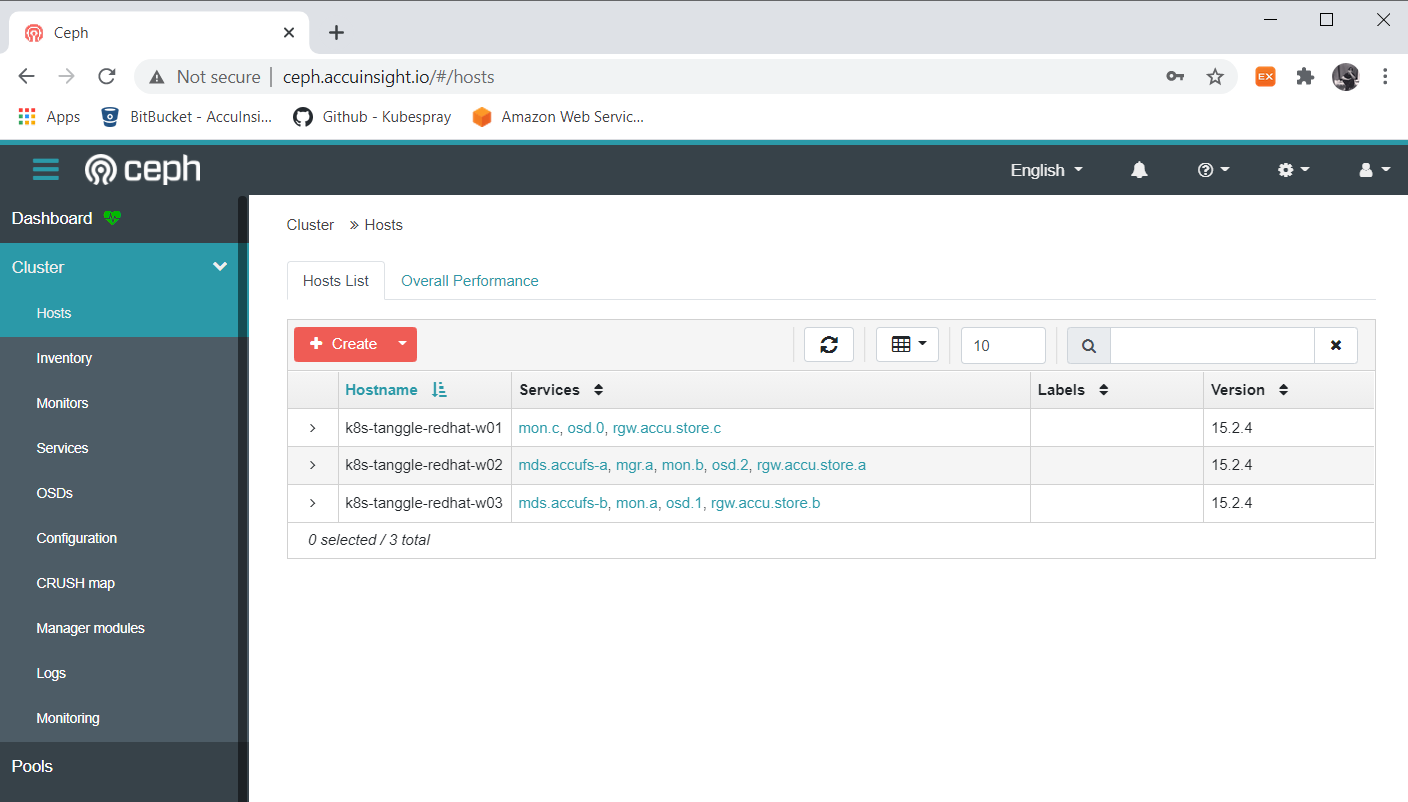 Ceph
Not secure ceph.accuinsight.io/#/hosts
EX
Apps BitBucket - AccuInsi... Github - Kubespray Amazon Web Servic...
ceph English
Dashboard
Cluster
Hosts
Inventory
Monitors
Services
OSDs
Configuration
CRUSH map
Manager modules
Logs
Monitoring
Pools
Cluster » Hosts
Hosts List Overall Performance
Create 10
Hostname Services Labels Version
k8s-tanggle-redhat-w01 mon.c, osd.0, rgw.accu.store.c 15.2.4
k8s-tanggle-redhat-w02 mds.accufs-a, mgr.a, mon.b, osd.2, rgw.accu.store.a 15.2.4
k8s-tanggle-redhat-w03 mds.accufs-b, mon.a, osd.1, rgw.accu.store.b 15.2.4
0 selected / 3 total